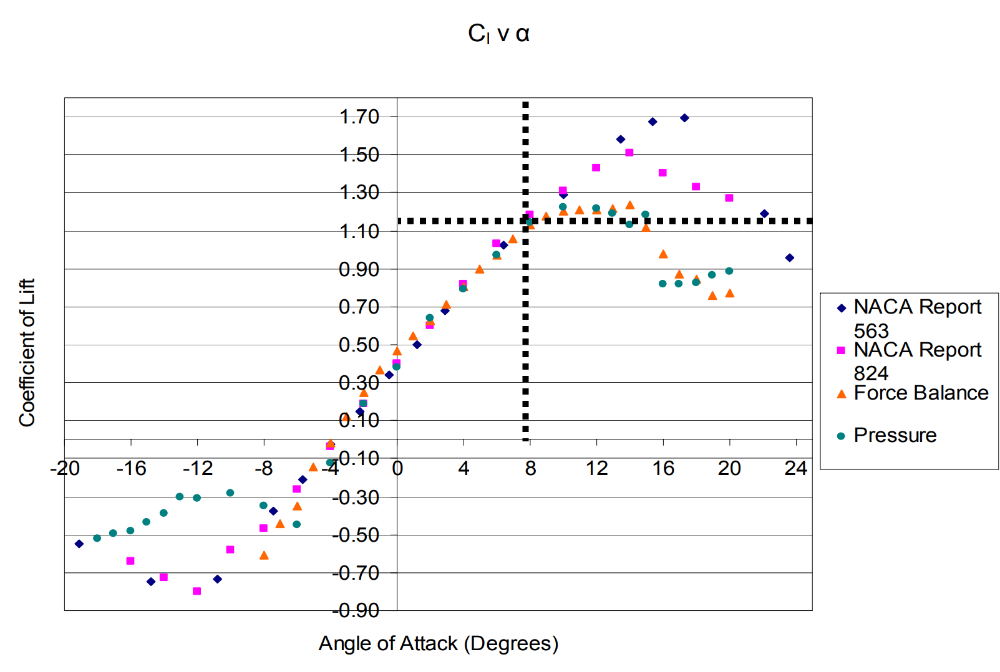 Cl v α
1.70
1.50
1.30
1.10
0.90
0.70
0.50
0.30
0.10
-0.10
-20 -16 -12 -8 -4 0 4 8 12 16 20 24
-0.30
-0.50
-0.70
-0.90
Coefficient of Lift
Angle of Attack (Degrees)
NACA Report
563
NACA Report
824
Force Balance
Pressure